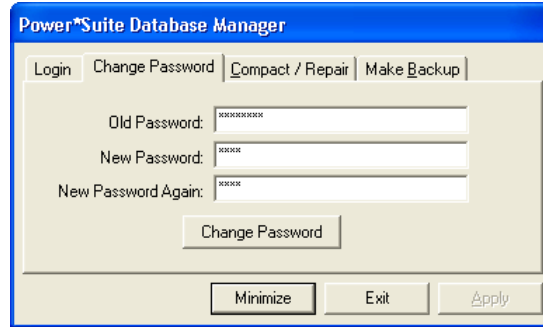 Power*Suite Database Manager
Login Change Password Compact / Repair Make Backup
Old Password: ********
New Password: ****
New Password Again: ****
Change Password
Minimize Exit Apply